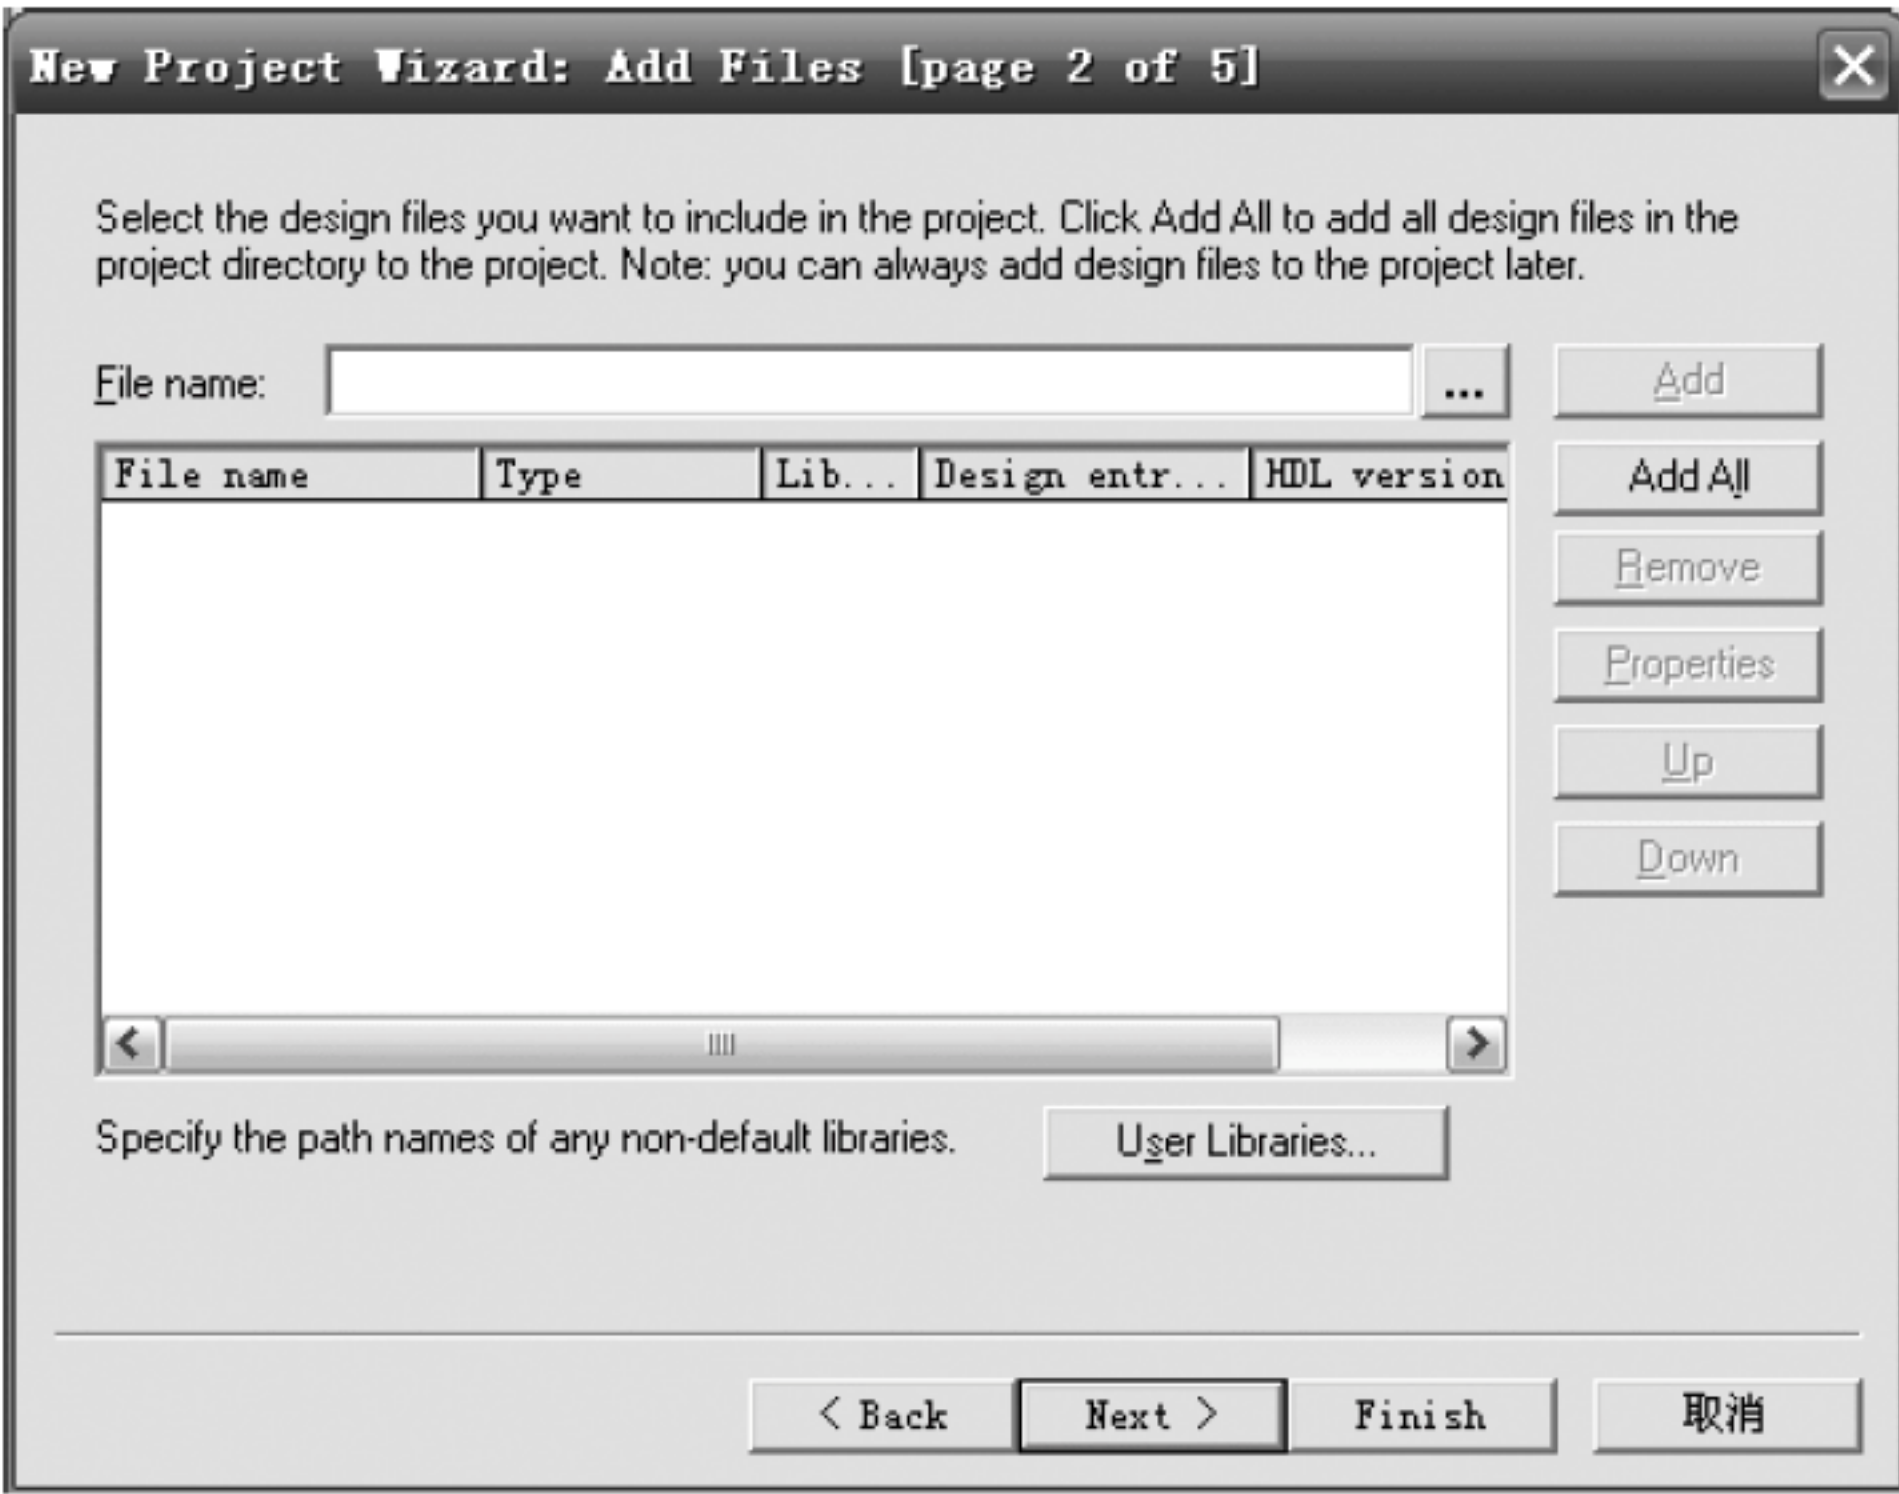 New Project Wizard: Add Files [page 2 of 5]
Select the design files you want to include in the project. Click Add All to add all design files in the
project directory to the project. Note: you can always add design files to the project later.
File name:
...
Add
File name
Type
Lib...
Design entr...
HDL version
Add All
Remove
Properties
Up
Down
Specify the path names of any non-default libraries.
User Libraries...
< Back
Next >
Finish
取消